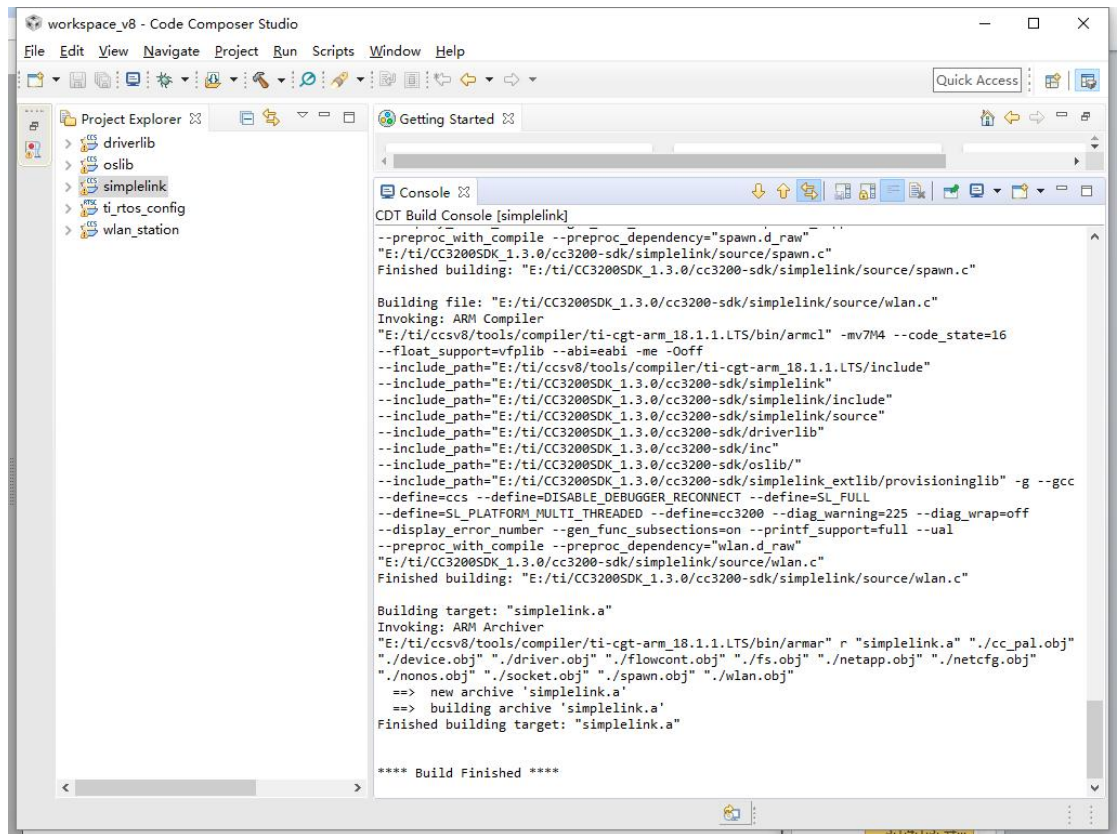 workspace_v8 - Code Composer Studio
File Edit View Navigate Project Run Scripts Window Help
Quick Access
Project Explorer
Getting Started
driverlib
oslib
simplelink
ti_rtos_config
wlan_station
Console
CDT Build Console [simplelink]
--preproc_with_compile --preproc_dependency="spawn.d_raw"
"E:/ti/CC3200SDK_1.3.0/cc3200-sdk/simplelink/source/spawn.c"
Finished building: "E:/ti/CC3200SDK_1.3.0/cc3200-sdk/simplelink/source/spawn.c"
Building file: "E:/ti/CC3200SDK_1.3.0/cc3200-sdk/simplelink/source/wlan.c"
Invoking: ARM Compiler
"E:/ti/ccsv8/tools/compiler/ti-cgt-arm_18.1.1.LTS/bin/armcl" -mv7M4 --code_state=16
--float_support=vfplib --abi=eabi -me -Ooff
--include_path="E:/ti/ccsv8/tools/compiler/ti-cgt-arm_18.1.1.LTS/include"
--include_path="E:/ti/CC3200SDK_1.3.0/cc3200-sdk/simplelink"
--include_path="E:/ti/CC3200SDK_1.3.0/cc3200-sdk/simplelink/include"
--include_path="E:/ti/CC3200SDK_1.3.0/cc3200-sdk/simplelink/source"
--include_path="E:/ti/CC3200SDK_1.3.0/cc3200-sdk/driverlib"
--include_path="E:/ti/CC3200SDK_1.3.0/cc3200-sdk/inc"
--include_path="E:/ti/CC3200SDK_1.3.0/cc3200-sdk/oslib/"
--include_path="E:/ti/CC3200SDK_1.3.0/cc3200-sdk/simplelink_extlib/provisioninglib" -g --gcc
--define=ccs --define=DISABLE_DEBUGGER_RECONNECT --define=SL_FULL
--define=SL_PLATFORM_MULTI_THREADED --define=cc3200 --diag_warning=225 --diag_wrap=off
--display_error_number --gen_func_subsections=on --printf_support=full --ual
--preproc_with_compile --preproc_dependency="wlan.d_raw"
"E:/ti/CC3200SDK_1.3.0/cc3200-sdk/simplelink/source/wlan.c"
Finished building: "E:/ti/CC3200SDK_1.3.0/cc3200-sdk/simplelink/source/wlan.c"
Building target: "simplelink.a"
Invoking: ARM Archiver
"E:/ti/ccsv8/tools/compiler/ti-cgt-arm_18.1.1.LTS/bin/armar" r "simplelink.a" "./cc_pal.obj"
"./device.obj" "./driver.obj" "./flowcont.obj" "./fs.obj" "./netapp.obj" "./netcfg.obj"
"./nonos.obj" "./socket.obj" "./spawn.obj" "./wlan.obj"
==> new archive 'simplelink.a'
==> building archive 'simplelink.a'
Finished building target: "simplelink.a"
**** Build Finished ****